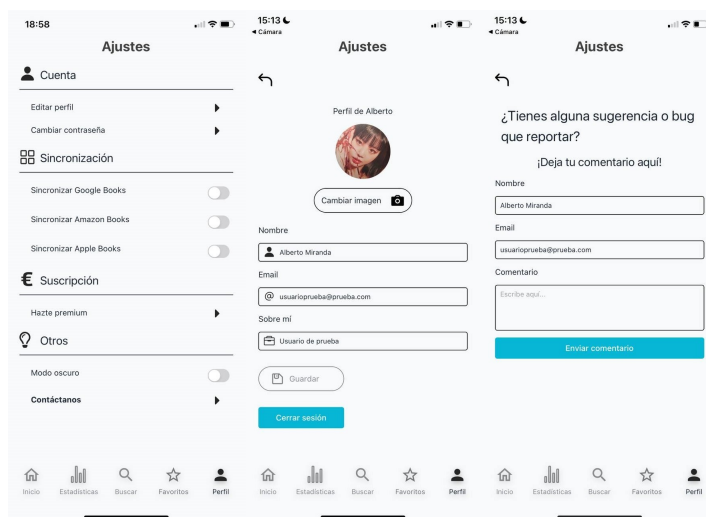 18:58
Ajustes
Cuenta
Editar perfil
Cambiar contraseña
Sincronización
Sincronizar Google Books
Sincronizar Amazon Books
Sincronizar Apple Books
€ Suscripción
Hazte premium
Otros
Modo oscuro
Contáctanos
Inicio Estadísticas Buscar Favoritos Perfil
15:13
◄ Cámara
Ajustes
Perfil de Alberto
Cambiar imagen
Nombre
Alberto Miranda
Email
@ usuarioprueba@prueba.com
Sobre mí
Usuario de prueba
Guardar
Cerrar sesión
Inicio Estadísticas Buscar Favoritos Perfil
15:13
◄ Cámara
Ajustes
¿Tienes alguna sugerencia o bug
que reportar?
¡Deja tu comentario aquí!
Nombre
Alberto Miranda
Email
usuarioprueba@prueba.com
Comentario
Escribe aquí...
Enviar comentario
Inicio Estadísticas Buscar Favoritos Perfil